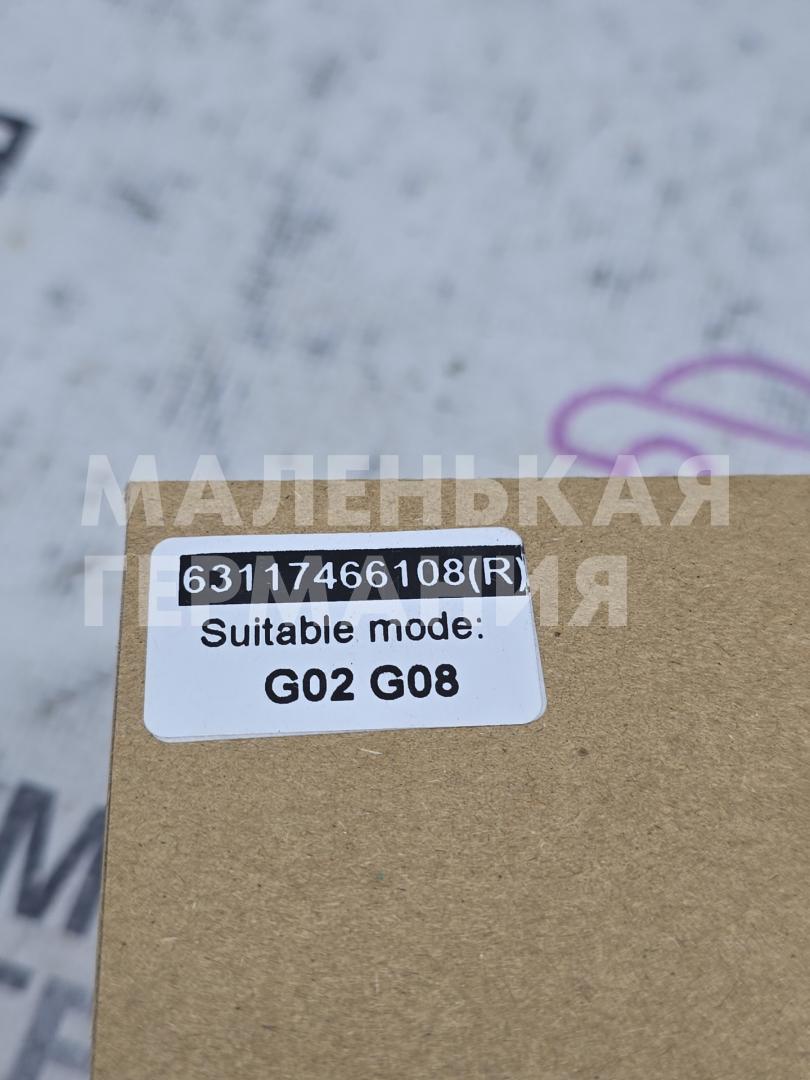 МАЛЕНЬКАЯ
ГЕРМАНИЯ
63117466108(R)
Suitable mode:
G02 G08